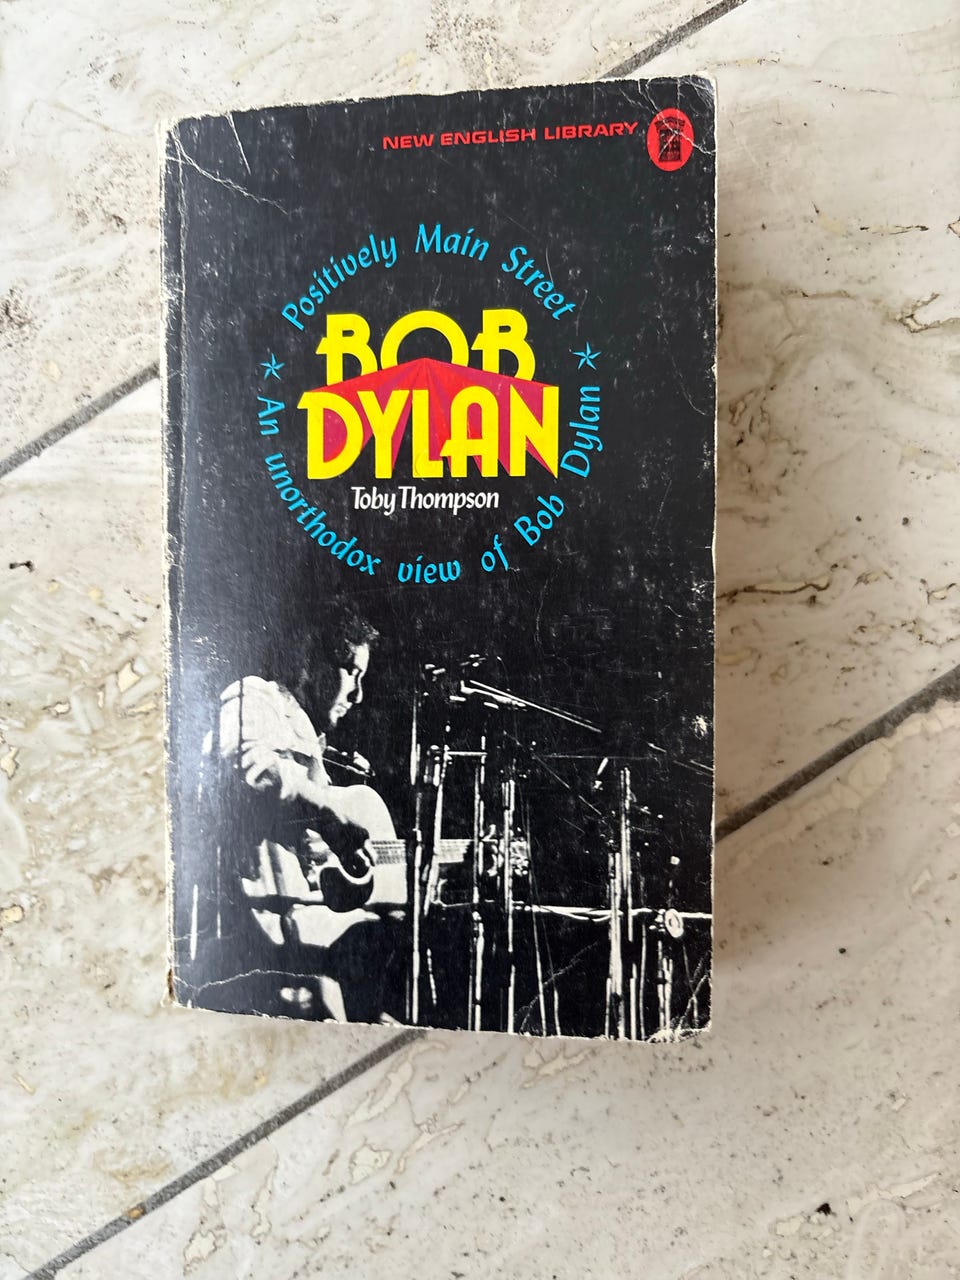 NEW ENGLISH LIBRARY
Positively Main Street
BOB
DYLAN
Toby Thompson
An unorthodox view of Bob Dylan